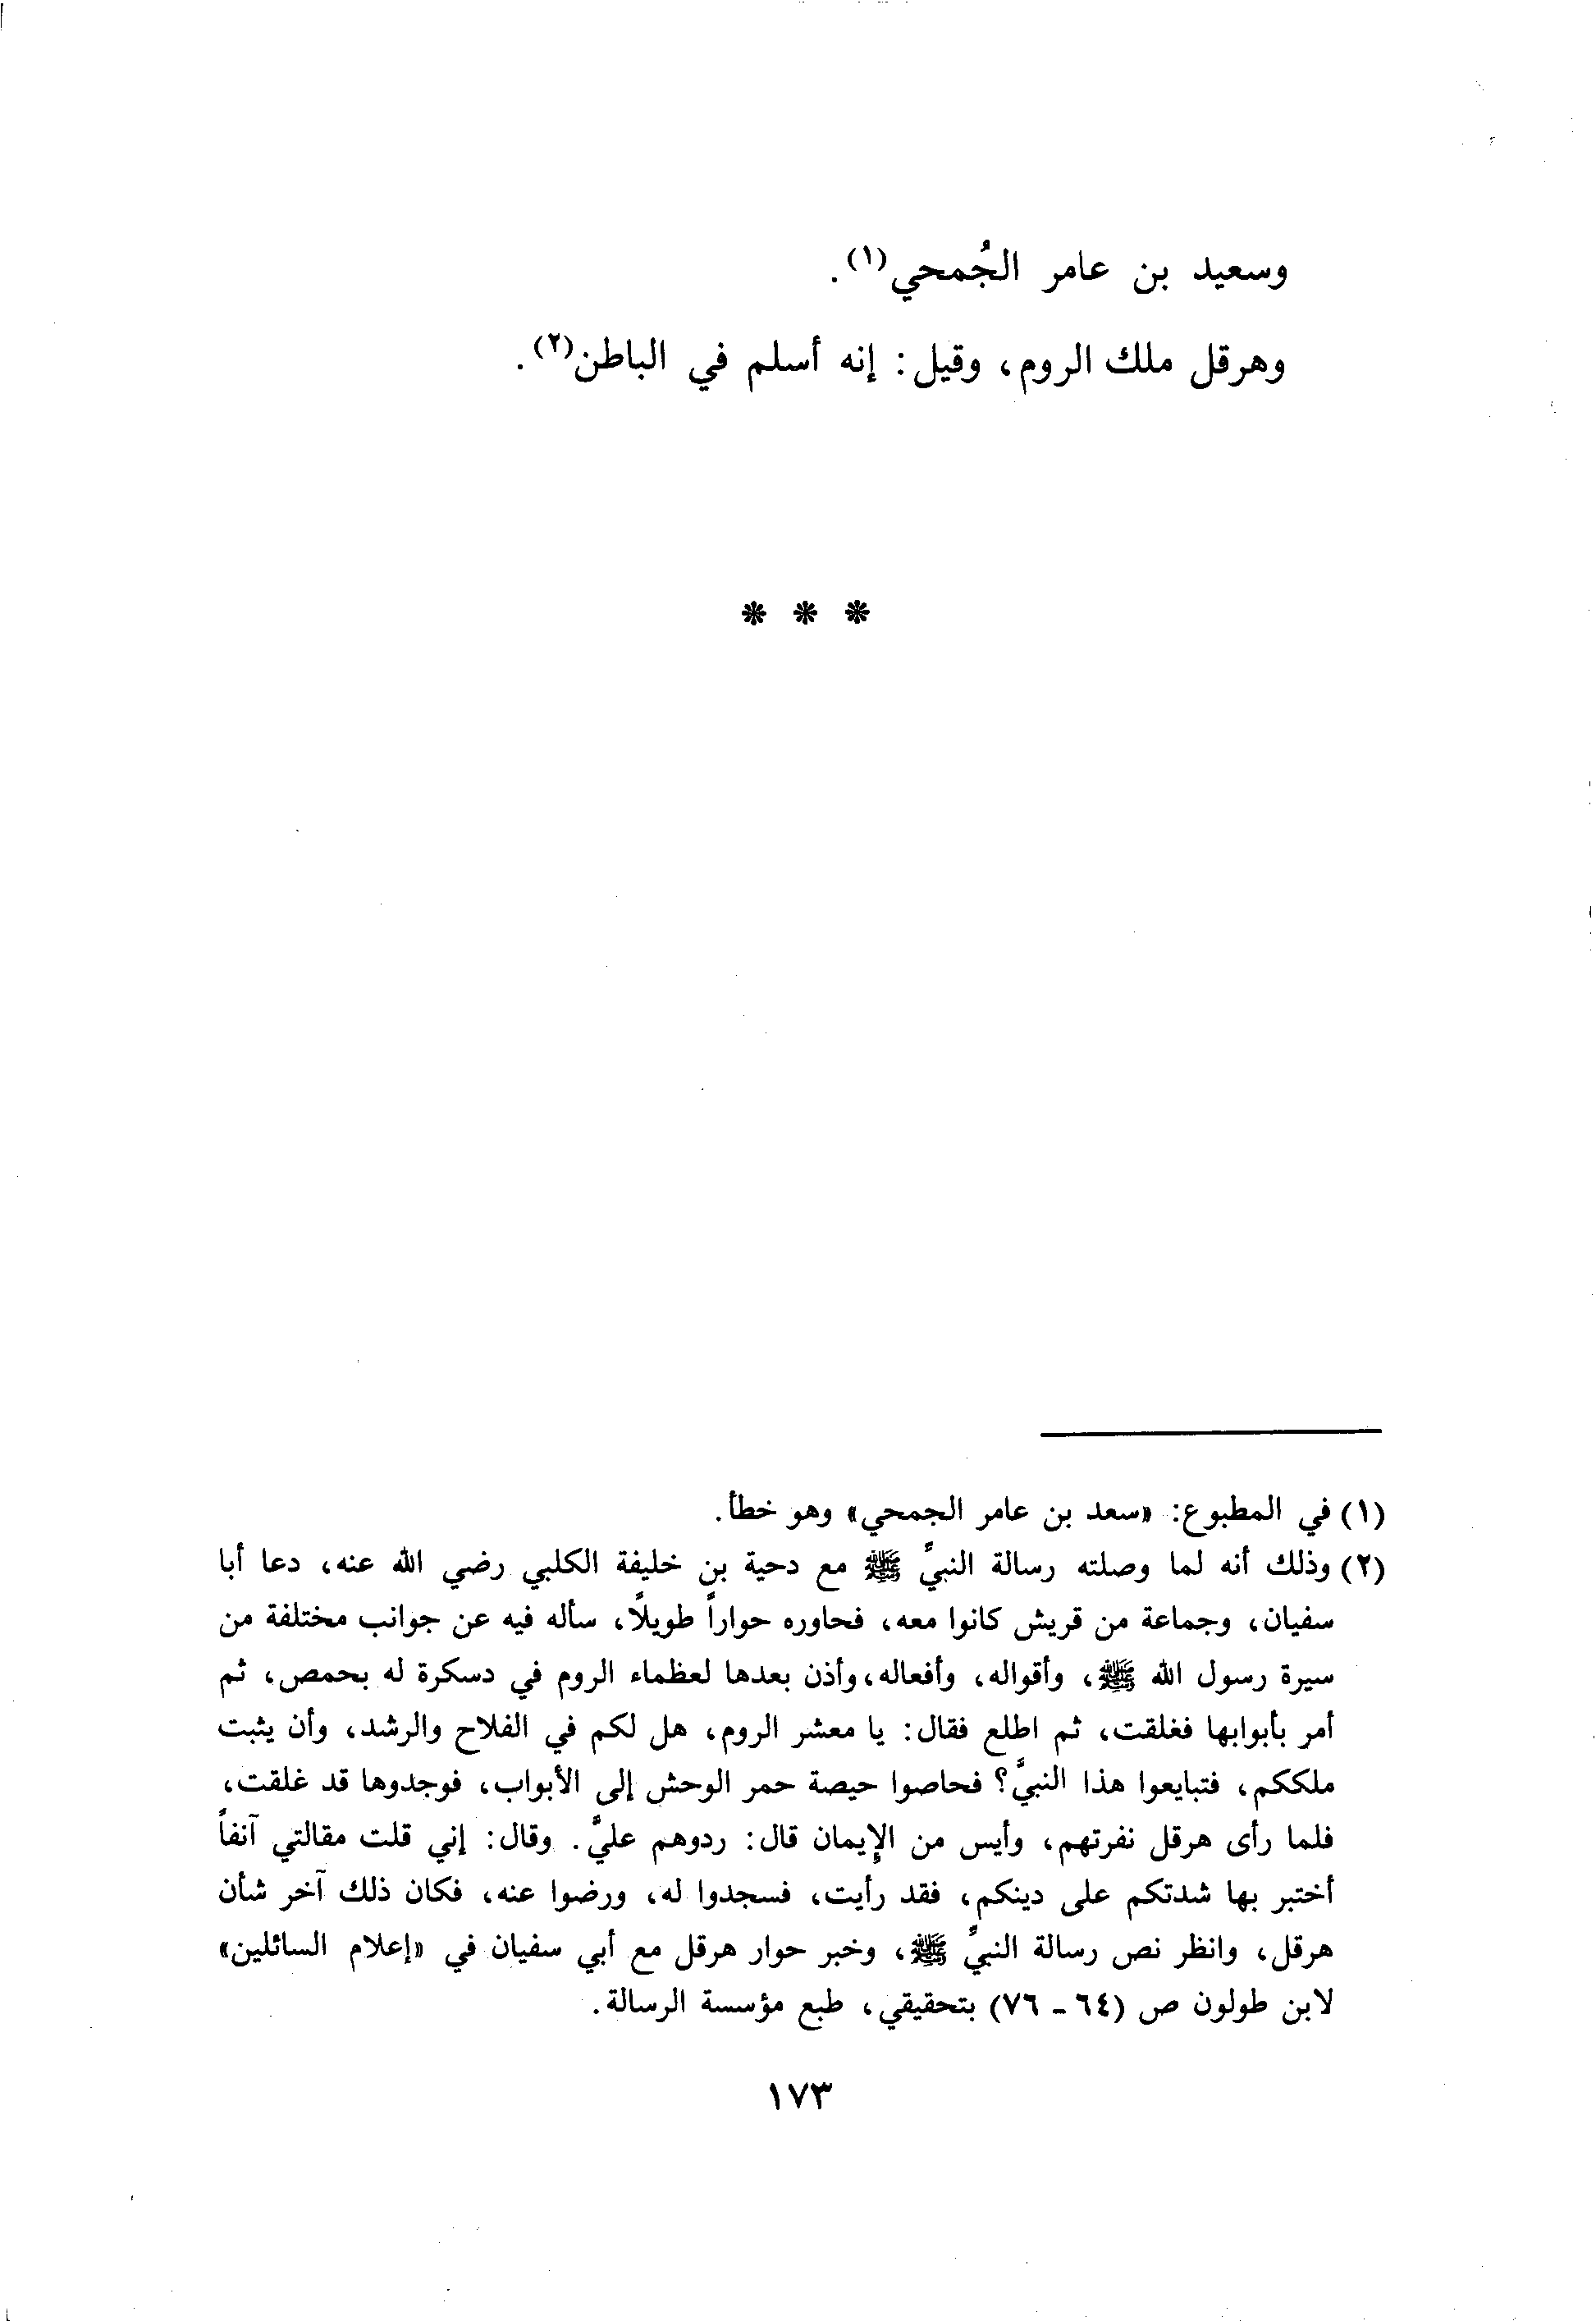 وسعيد بن عامر الجُمحي(١).
وهرقل ملك الروم، وقيل: إنه أسلم في الباطن(٢).
* * *
(١) في المطبوع: «سعد بن عامر الجمحي» وهو خطأ.
(٢) وذلك أنه لما وصلته رسالة النبيِّ ﷺ مع دحية بن خليفة الكلبي رضي الله عنه، دعا أبا
سفيان، وجماعة من قريش كانوا معه، فحاوره حواراً طويلاً، سأله فيه عن جوانب مختلفة من
سيرة رسول الله ﷺ، وأقواله، وأفعاله، وأذن بعدها لعظماء الروم في دسكرة له بحمص، ثم
أمر بأبوابها فغلقت، ثم اطلع فقال: يا معشر الروم، هل لكم في الفلاح والرشد، وأن يثبت
ملككم، فتبايعوا هذا النبيَّ؟ فحاصوا حيصة حمر الوحش إلى الأبواب، فوجدوها قد غلقت،
فلما رأى هرقل نفرتهم، وأيس من الإيمان قال: ردوهم عليَّ. وقال: إني قلت مقالتي آنفاً
أختبر بها شدتكم على دينكم، فقد رأيت، فسجدوا له، ورضوا عنه، فكان ذلك آخر شأن
هرقل، وانظر نص رسالة النبيِّ ﷺ، وخبر حوار هرقل مع أبي سفيان في «إعلام السائلين»
لابن طولون ص (٦٤ - ٧٦) بتحقيقي، طبع مؤسسة الرسالة.
١٧٣